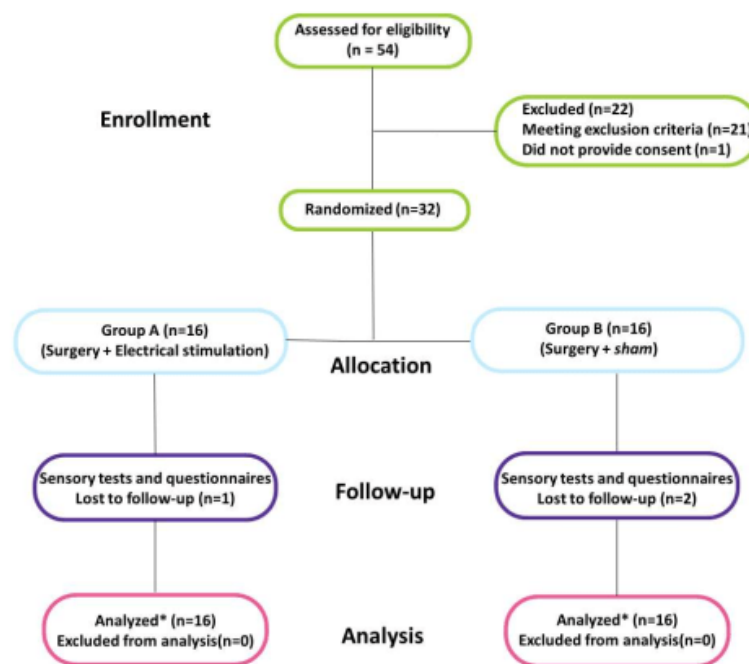 Assessed for eligibility
(n = 54)
Enrollment
Excluded (n=22)
Meeting exclusion criteria (n=21)
Did not provide consent (n=1)
Randomized (n=32)
Group A (n=16)
(Surgery + Electrical stimulation)
Group B (n=16)
(Surgery + sham)
Allocation
Sensory tests and questionnaires
Lost to follow-up (n=1)
Follow-up
Sensory tests and questionnaires
Lost to follow-up (n=2)
Analyzed* (n=16)
Excluded from analysis(n=0)
Analysis
Analyzed* (n=16)
Excluded from analysis(n=0)